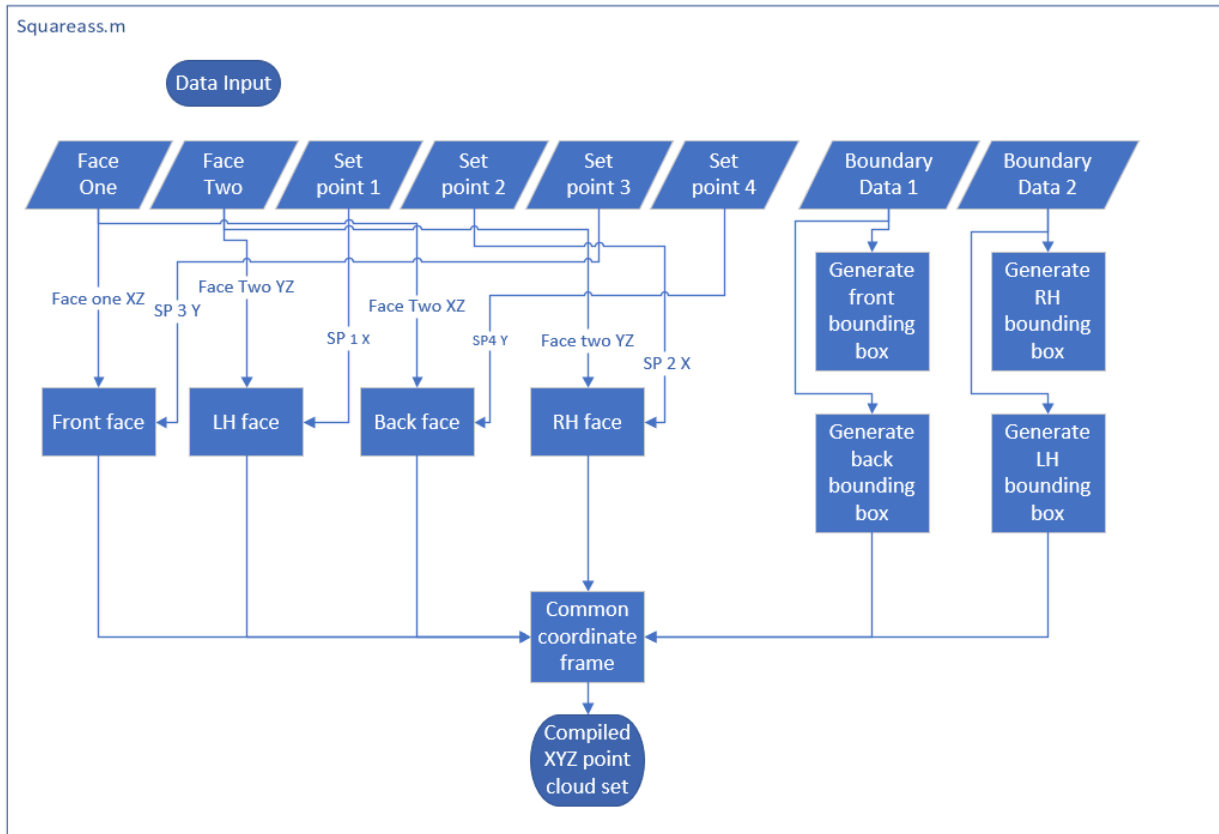 Squareass.m
Data Input
Face
One
Face
Two
Set
point 1
Set
point 2
Set
point 3
Set
point 4
Boundary
Data 1
Boundary
Data 2
Face one XZ
SP 3 Y
Face Two YZ
SP 1 X
Face Two XZ
SP4 Y
Face two YZ
SP 2 X
Generate
front
bounding
box
Generate
RH
bounding
box
Front face
LH face
Back face
RH face
Generate
back
bounding
box
Generate
LH
bounding
box
Common
coordinate
frame
Compiled
XYZ point
cloud set